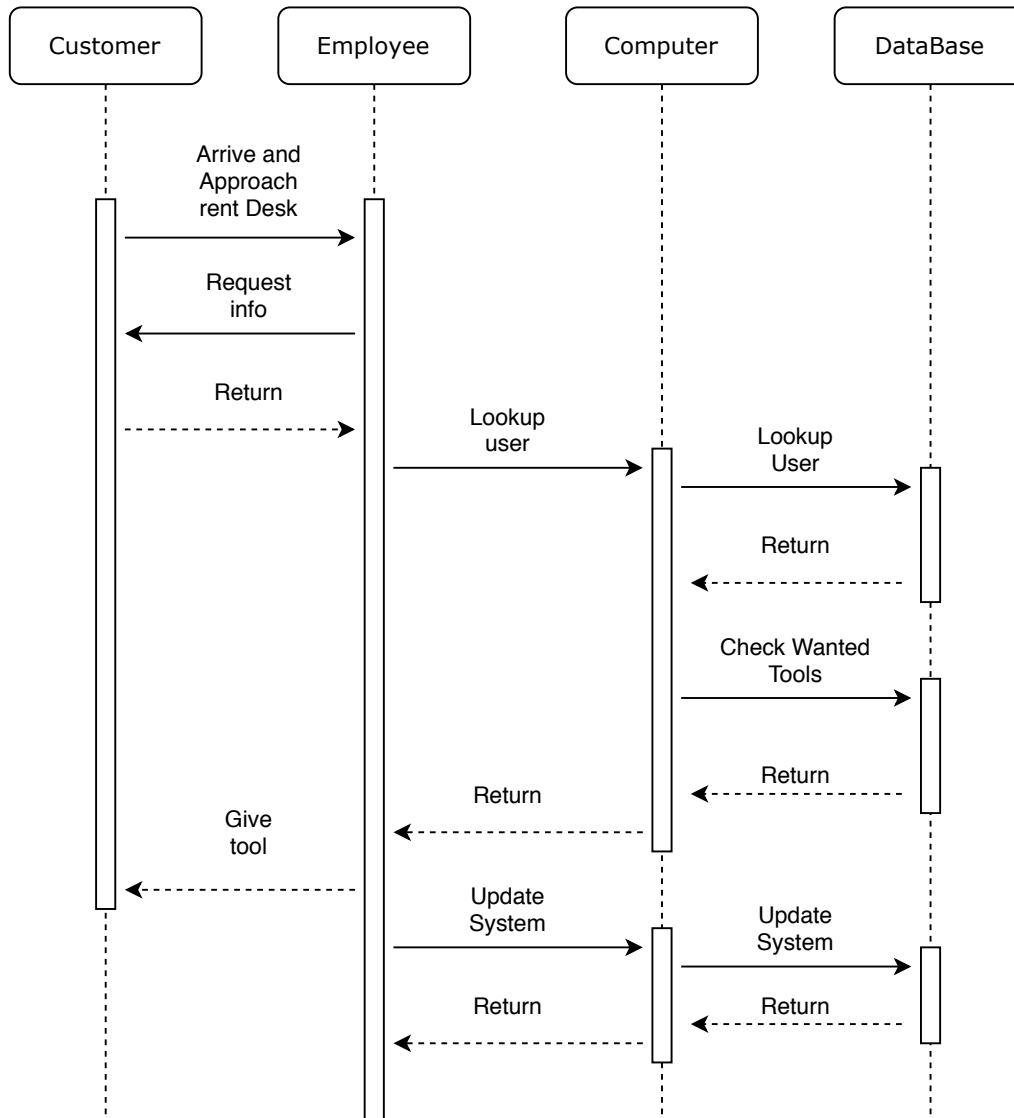 Customer
Employee
Computer
DataBase
Arrive and
Approach
rent Desk
Request
info
Return
Lookup
user
Lookup
User
Return
Check Wanted
Tools
Return
Return
Give
tool
Update
System
Update
System
Return
Return